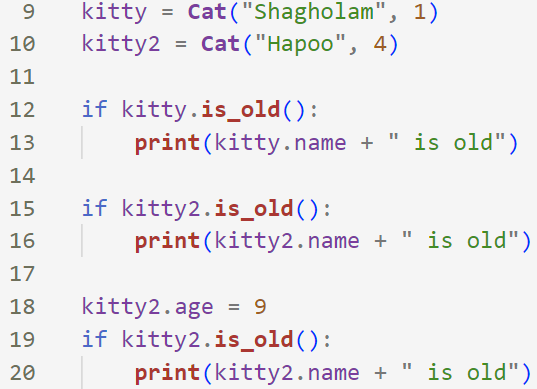 9 kitty = Cat("Shagholam", 1)
10 kitty2 = Cat("Hapoo", 4)
11
12 if kitty.is_old():
13     print(kitty.name + " is old")
14
15 if kitty2.is_old():
16     print(kitty2.name + " is old")
17
18 kitty2.age = 9
19 if kitty2.is_old():
20     print(kitty2.name + " is old")